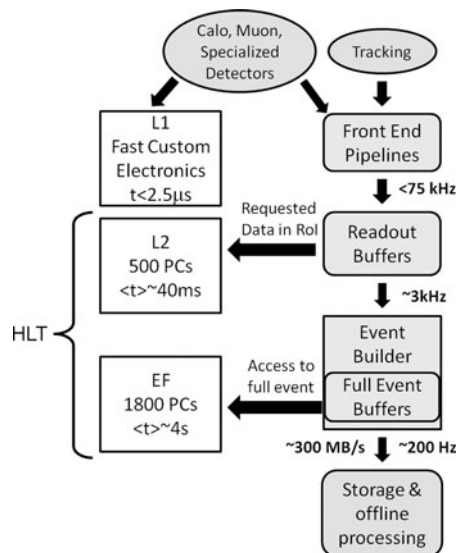 Calo, Muon,
Specialized
Detectors
Tracking
L1
Fast Custom
Electronics
t<2.5µs
Front End
Pipelines
<75 kHz
Requested
Data in RoI
L2
500 PCs
<t>~40ms
Readout
Buffers
~3kHz
HLT
Event
Builder
Full Event
Buffers
Access to
full event
EF
1800 PCs
<t>~4s
~300 MB/s
~200 Hz
Storage &
offline
processing